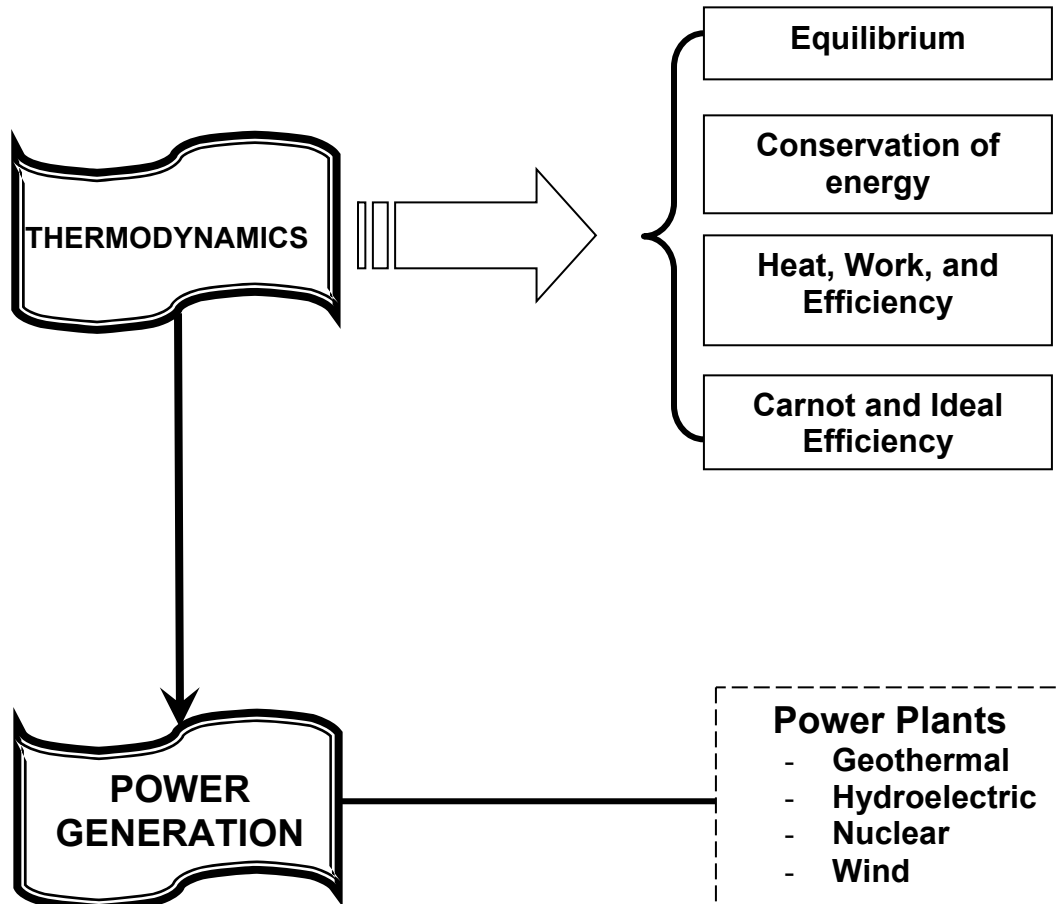 Equilibrium
Conservation of
energy
THERMODYNAMICS
Heat, Work, and
Efficiency
Carnot and Ideal
Efficiency
POWER
GENERATION
Power Plants
- Geothermal
- Hydroelectric
- Nuclear
- Wind